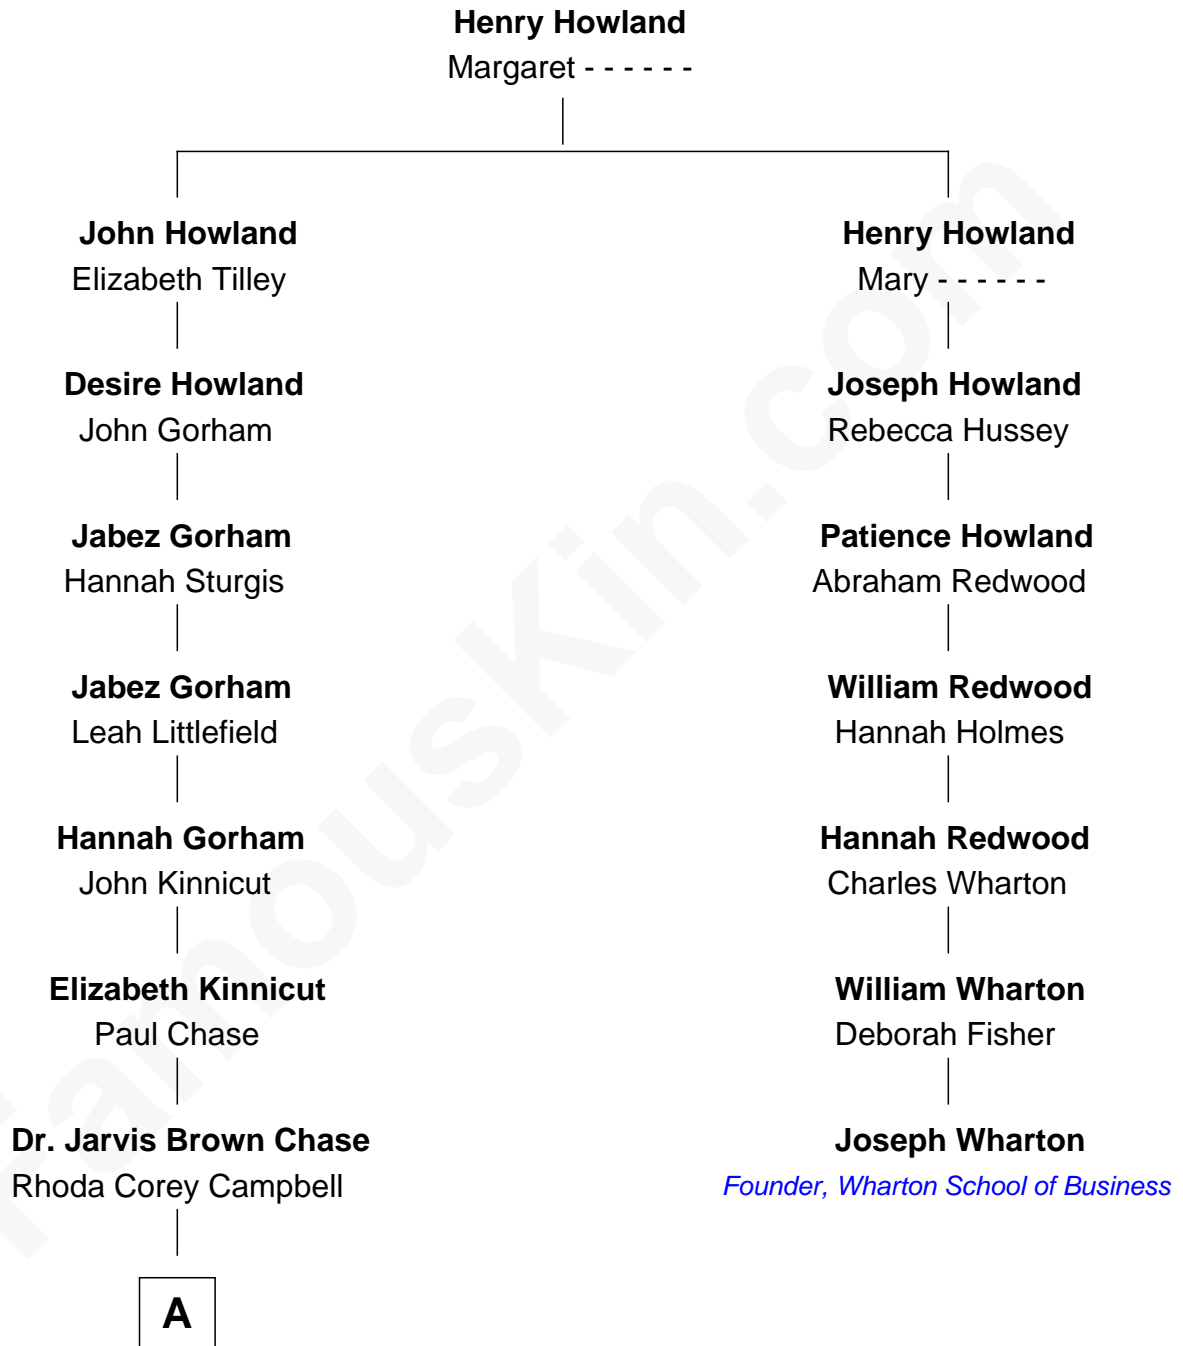 Henry Howland
Margaret - - - - - -
John Howland
Elizabeth Tilley
Henry Howland
Mary - - - - - -
Desire Howland
John Gorham
Joseph Howland
Rebecca Hussey
Jabez Gorham
Hannah Sturgis
Patience Howland
Abraham Redwood
Jabez Gorham
Leah Littlefield
William Redwood
Hannah Holmes
Hannah Gorham
John Kinnicut
Hannah Redwood
Charles Wharton
Elizabeth Kinnicut
Paul Chase
William Wharton
Deborah Fisher
Dr. Jarvis Brown Chase
Rhoda Corey Campbell
Joseph Wharton
Founder, Wharton School of Business
A
FamousKin.com